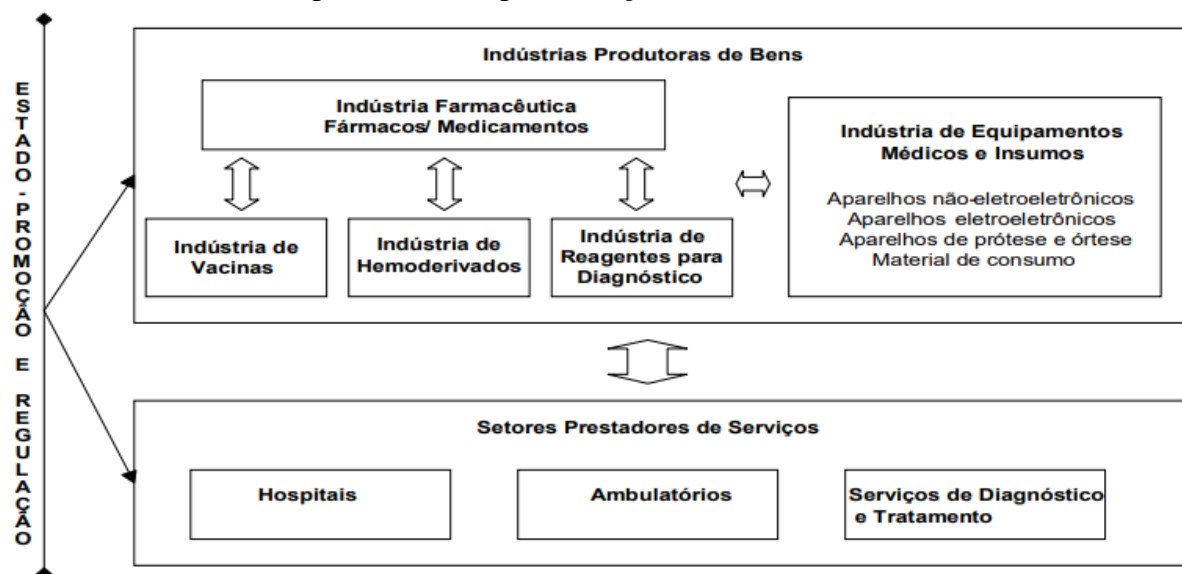 ESTADO - PROMOÇÃO E REGULAÇÃO
Indústrias Produtoras de Bens
Indústria Farmacêutica
Fármacos/ Medicamentos
Indústria de Equipamentos
Médicos e Insumos
Aparelhos não-eletroeletrônicos
Aparelhos eletroeletrônicos
Aparelhos de prótese e órtese
Material de consumo
Indústria de
Vacinas
Indústria de
Hemoderivados
Indústria de
Reagentes para
Diagnóstico
Setores Prestadores de Serviços
Hospitais
Ambulatórios
Serviços de Diagnóstico
e Tratamento